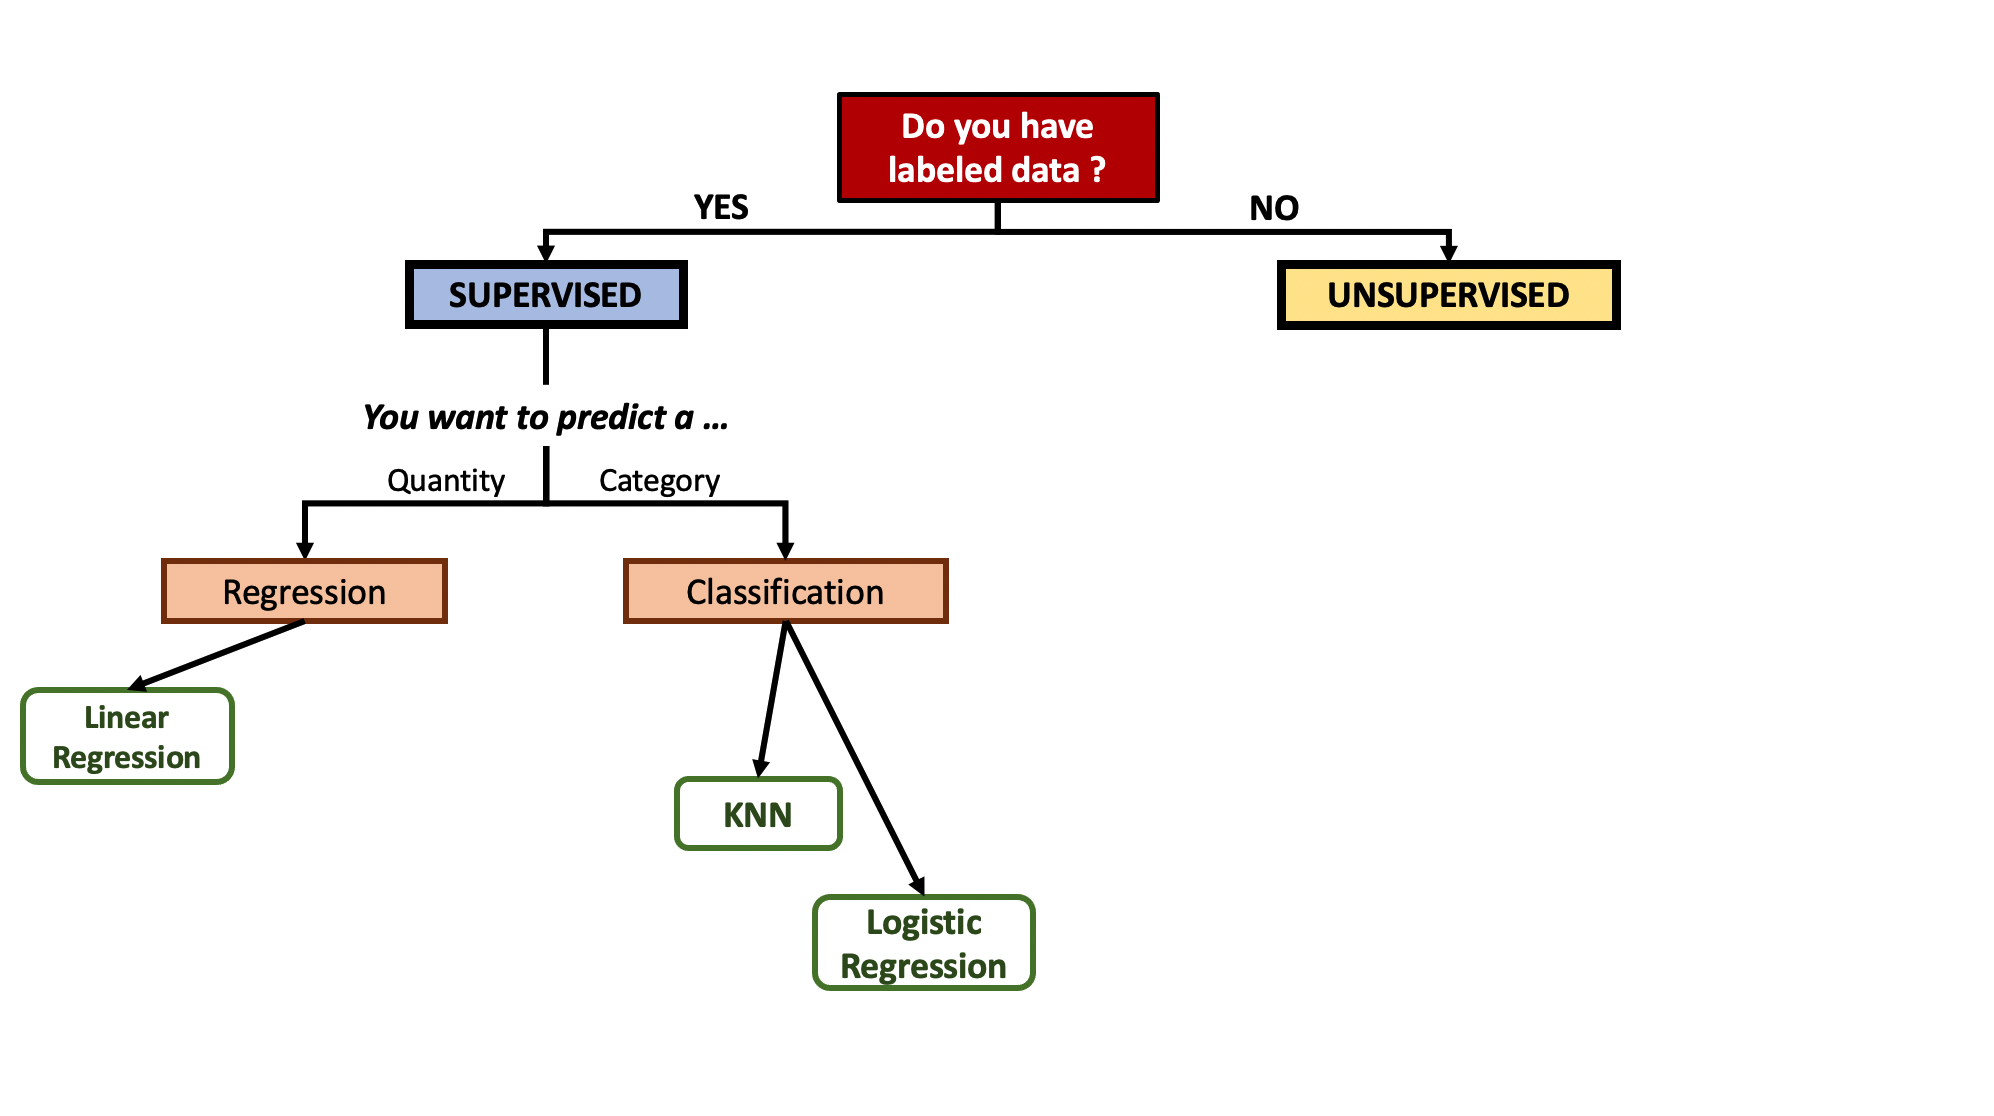 Do you have
labeled data ?
YES
NO
SUPERVISED
UNSUPERVISED
You want to predict a ...
Quantity
Category
Regression
Classification
Linear
Regression
KNN
Logistic
Regression